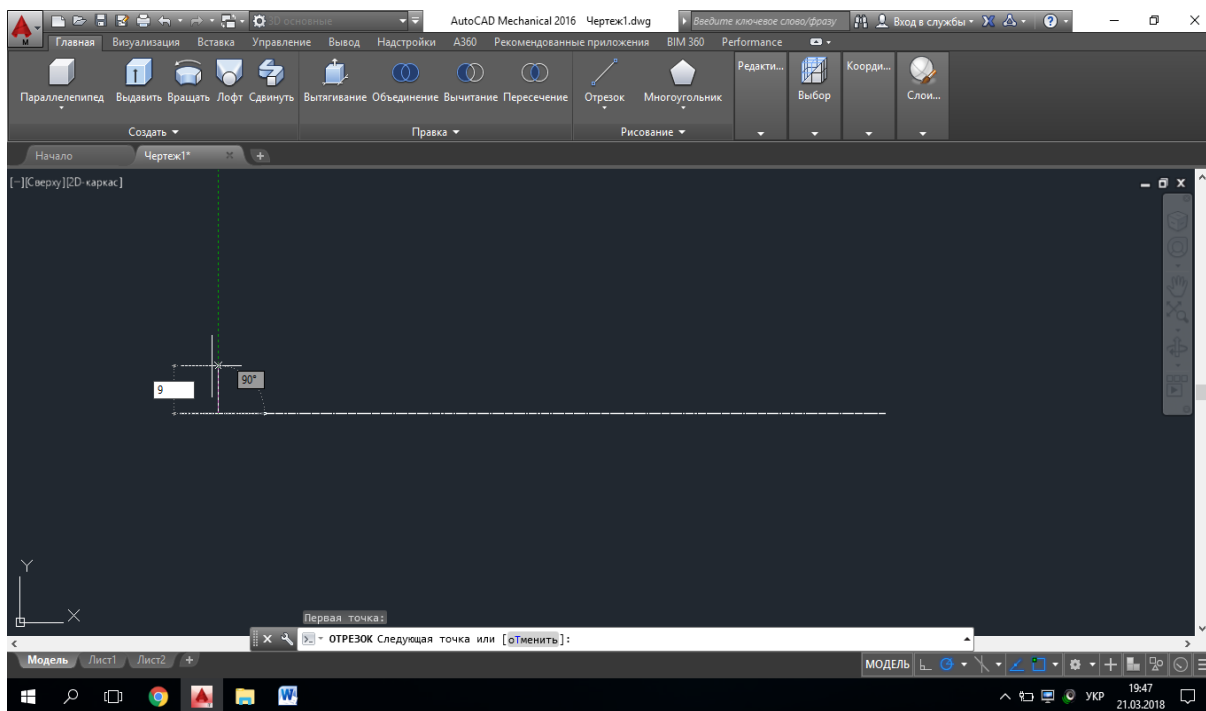 3D основные
AutoCAD Mechanical 2016 Чертеж1.dwg
Введите ключевое слово/фразу
Вход в службы
M
Главная Визуализация Вставка Управление Вывод Надстройки A360 Рекомендованные приложения BIM 360 Performance
Параллелепипед Выдавить Вращать Лофт Сдвинуть Вытягивание Объединение Вычитание Пересечение Отрезок Многоугольник Редакти... Выбор Коорди... Слои...
Создать Правка Рисование
Начало Чертеж1* +
[−][Сверху][2D-каркас]
9
90°
Y
X
Первая точка:
ОТРЕЗОК Следующая точка или [оТменить]:
Модель Лист1 Лист2 +
МОДЕЛЬ
УКР
19:47
21.03.2018